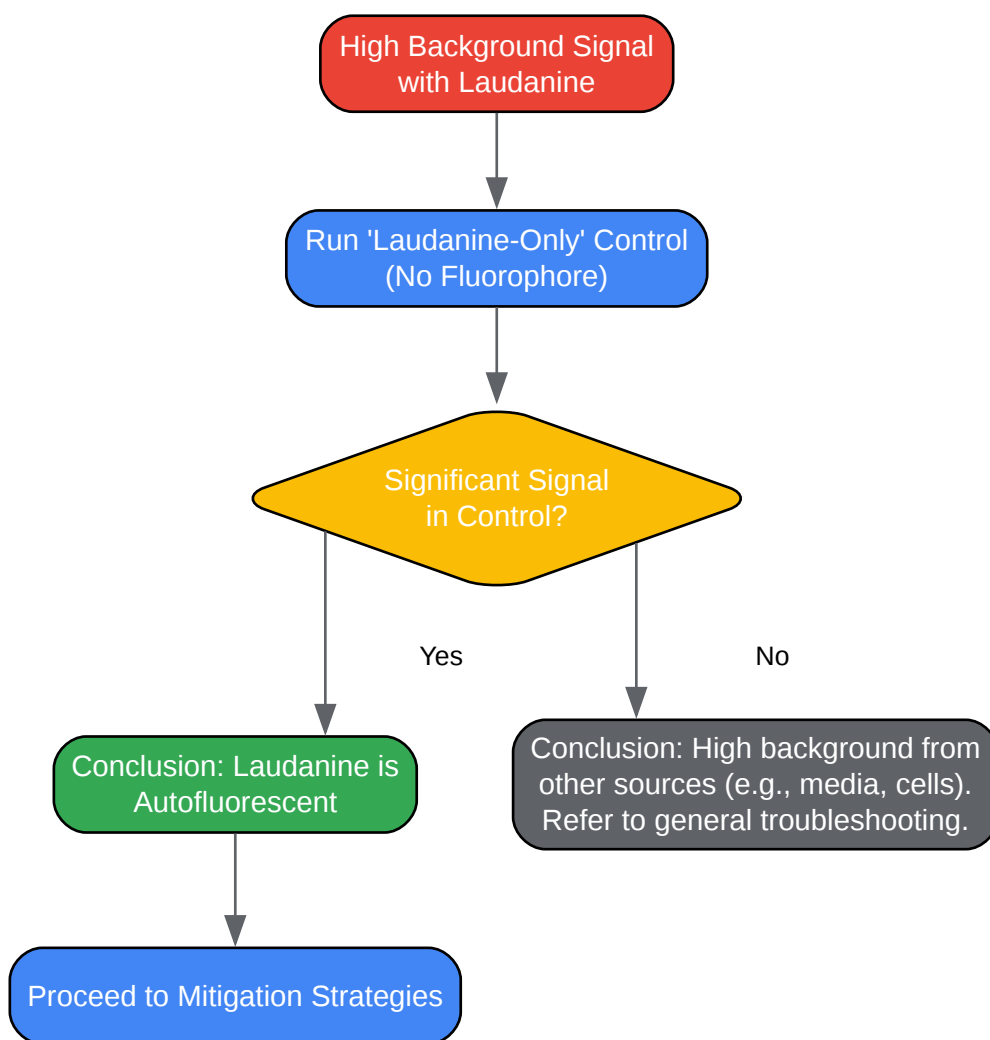 High Background Signal
with Laudanine
Run 'Laudanine-Only' Control
(No Fluorophore)
Significant Signal
in Control?
Yes
No
Conclusion: Laudanine is
Autofluorescent
Conclusion: High background from
other sources (e.g., media, cells).
Refer to general troubleshooting.
Proceed to Mitigation Strategies